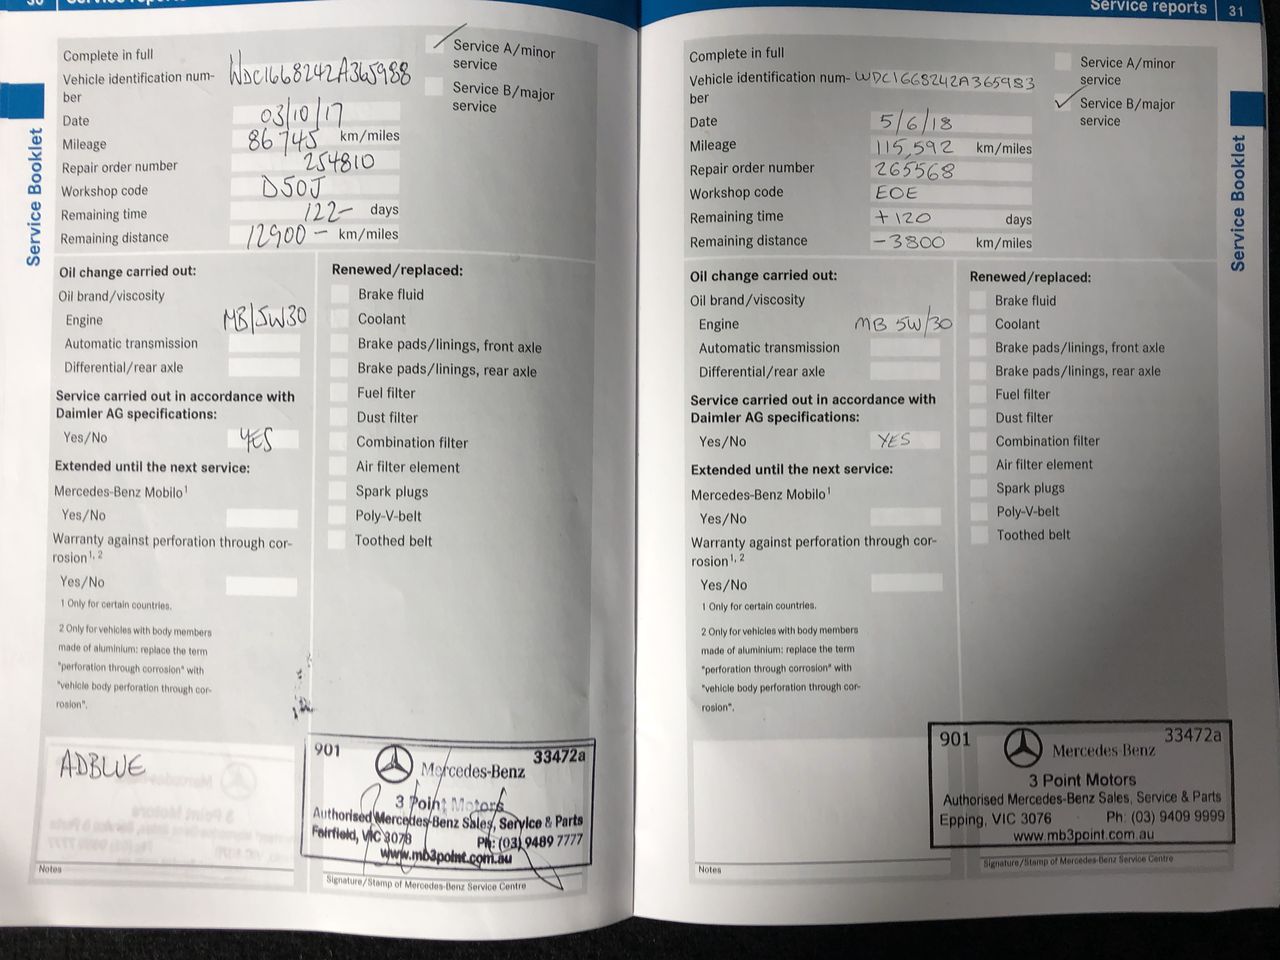 Service reports
Complete in full
Vehicle identification num-
ber
WDC1668242A365988
Service A/minor
service
Service B/major
service
Date
03/10/17
Mileage
86745 km/miles
Repair order number
254810
Workshop code
D50J
Remaining time
122- days
Remaining distance
12900 - km/miles
Service Booklet
Oil change carried out:
Oil brand/viscosity
Engine MB/5W30
Automatic transmission
Differential/rear axle
Service carried out in accordance with
Daimler AG specifications:
Yes/No YES
Extended until the next service:
Mercedes-Benz Mobilo1
Yes/No
Warranty against perforation through cor-
rosion1, 2
Yes/No
1 Only for certain countries.
2 Only for vehicles with body members
made of aluminium: replace the term
"perforation through corrosion" with
"vehicle body perforation through cor-
rosion".
Renewed/replaced:
Brake fluid
Coolant
Brake pads/linings, front axle
Brake pads/linings, rear axle
Fuel filter
Dust filter
Combination filter
Air filter element
Spark plugs
Poly-V-belt
Toothed belt
ADBLUE
Notes
901 33472a
Mercedes-Benz
3 Point Motors
Authorised Mercedes-Benz Sales, Service & Parts
Fairfield, VIC 3078 Ph: (03) 9489 7777
www.mb3point.com.au
Signature/Stamp of Mercedes-Benz Service Centre
Service reports 31
Complete in full
Vehicle identification num-
ber
WDC1668242A365983
Service A/minor
service
Service B/major
service
Date
5/6/18
Mileage
115,592 km/miles
Repair order number
265568
Workshop code
EOE
Remaining time
+120 days
Remaining distance
-3800 km/miles
Service Booklet
Oil change carried out:
Oil brand/viscosity
Engine MB 5W/30
Automatic transmission
Differential/rear axle
Service carried out in accordance with
Daimler AG specifications:
Yes/No YES
Extended until the next service:
Mercedes-Benz Mobilo1
Yes/No
Warranty against perforation through cor-
rosion1, 2
Yes/No
1 Only for certain countries.
2 Only for vehicles with body members
made of aluminium: replace the term
"perforation through corrosion" with
"vehicle body perforation through cor-
rosion".
Renewed/replaced:
Brake fluid
Coolant
Brake pads/linings, front axle
Brake pads/linings, rear axle
Fuel filter
Dust filter
Combination filter
Air filter element
Spark plugs
Poly-V-belt
Toothed belt
Notes
901 33472a
Mercedes-Benz
3 Point Motors
Authorised Mercedes-Benz Sales, Service & Parts
Epping, VIC 3076 Ph: (03) 9409 9999
www.mb3point.com.au
Signature/Stamp of Mercedes-Benz Service Centre